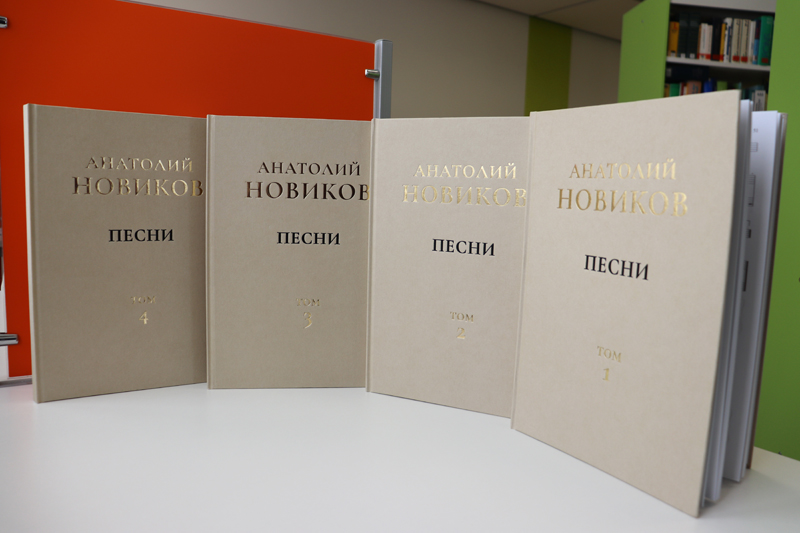 АНАТОЛИЙ
НОВИКОВ
ПЕСНИ
ТОМ
4
АНАТОЛИЙ
НОВИКОВ
ПЕСНИ
ТОМ
3
АНАТОЛИЙ
НОВИКОВ
ПЕСНИ
ТОМ
2
АНАТОЛИЙ
НОВИКОВ
ПЕСНИ
ТОМ
1